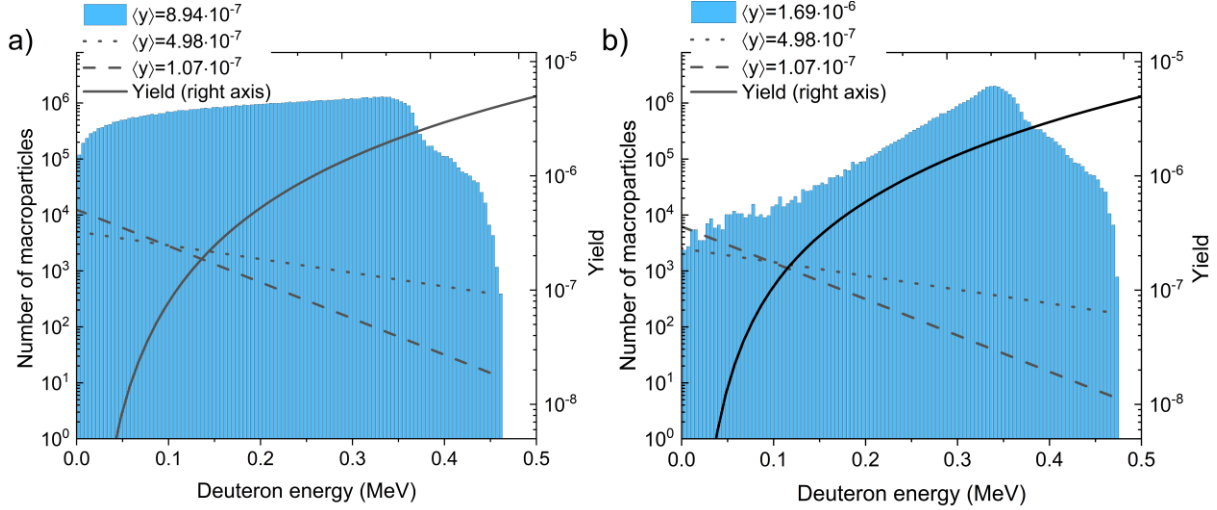 a)
⟨y⟩=8.94·10⁻⁷
⟨y⟩=4.98·10⁻⁷
⟨y⟩=1.07·10⁻⁷
Yield (right axis)
Number of macroparticles
10⁶
10⁵
10⁴
10³
10²
10¹
10⁰
10⁻⁵
10⁻⁶
10⁻⁷
10⁻⁸
Yield
0.0 0.1 0.2 0.3 0.4 0.5
Deuteron energy (MeV)
b)
⟨y⟩=1.69·10⁻⁶
⟨y⟩=4.98·10⁻⁷
⟨y⟩=1.07·10⁻⁷
Yield (right axis)
Number of macroparticles
10⁶
10⁵
10⁴
10³
10²
10¹
10⁰
10⁻⁵
10⁻⁶
10⁻⁷
10⁻⁸
Yield
0.0 0.1 0.2 0.3 0.4 0.5
Deuteron energy (MeV)